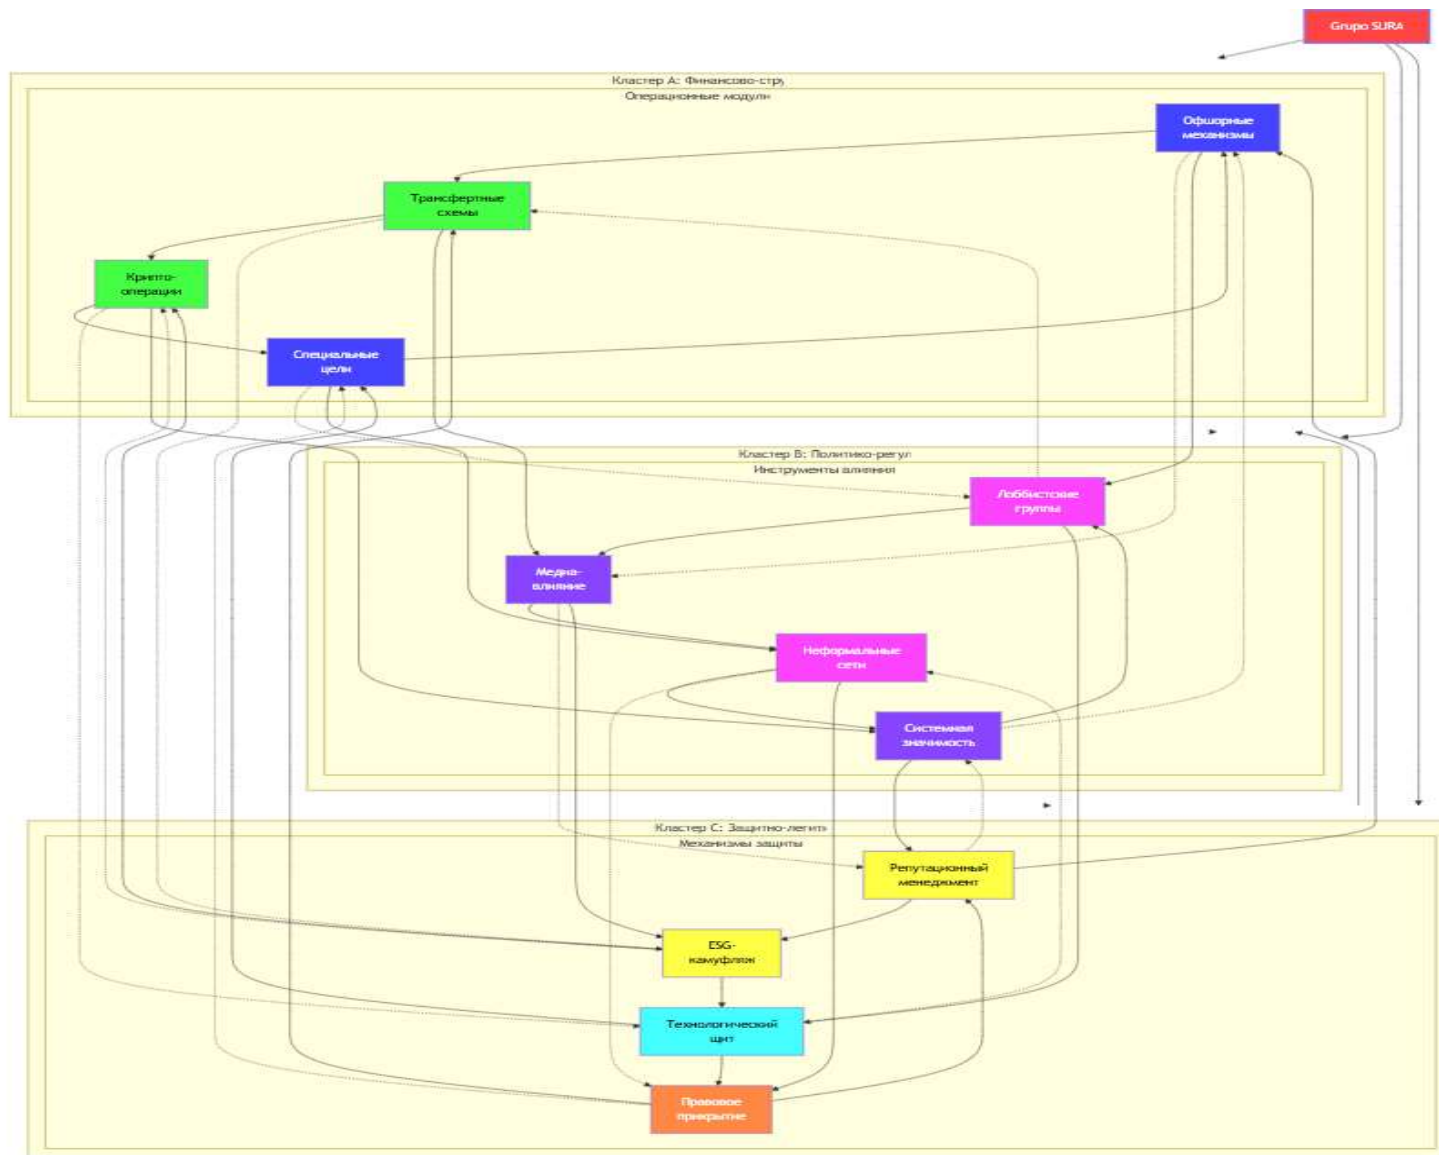 Grupo SURA
Кластер A: Финансово-стру
Операционные модули
Офшорные
механизмы
Трансфертные
схемы
Крипто-
операции
Специальные
цели
Кластер B: Политико-регул
Инструменты влияния
Лоббистские
группы
Медиа-
влияние
Неформальные
сети
Системная
значимость
Кластер C: Защитно-легити
Механизмы защиты
Репутационный
менеджмент
ESG-
камуфляж
Технологический
щит
Правовое
прикрытие